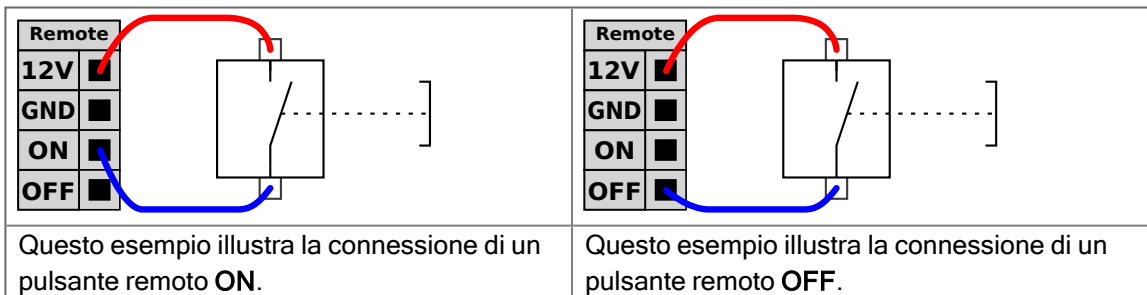 Remote
12V
GND
ON
OFF
Questo esempio illustra la connessione di un
pulsante remoto ON.
Remote
12V
GND
ON
OFF
Questo esempio illustra la connessione di un
pulsante remoto OFF.